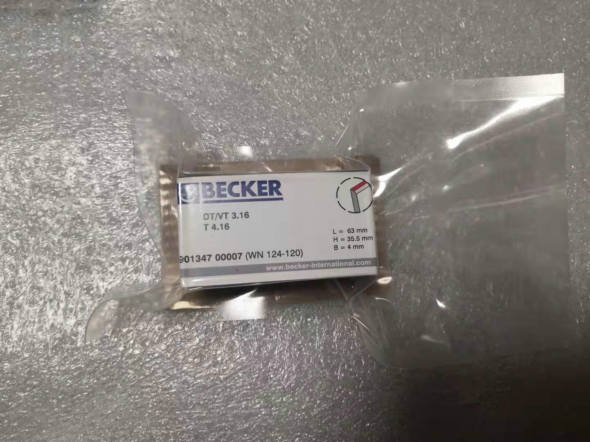 BECKER
DT/VT 3.16
T 4.16
L = 63 mm
H = 35.5 mm
B = 4 mm
901347 00007 (WN 124-120)
www.becker-international.com